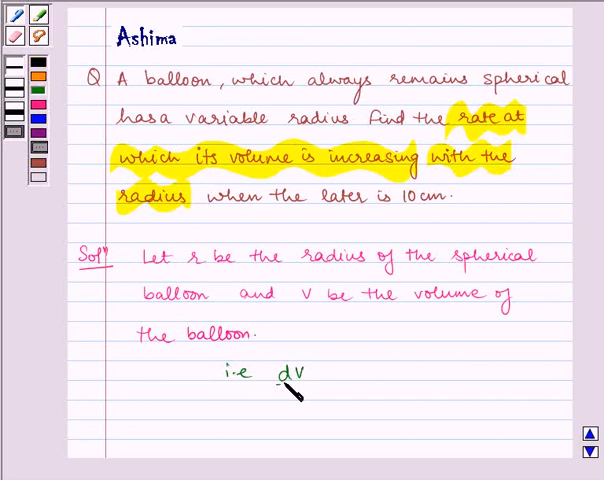 Ashima
Q A balloon, which always remains spherical
has a variable radius find the rate at
which its volume is increasing with the
radius when the later is 10 cm.
Solⁿ Let r be the radius of the spherical
balloon and V be the volume of
the balloon.
i.e dV